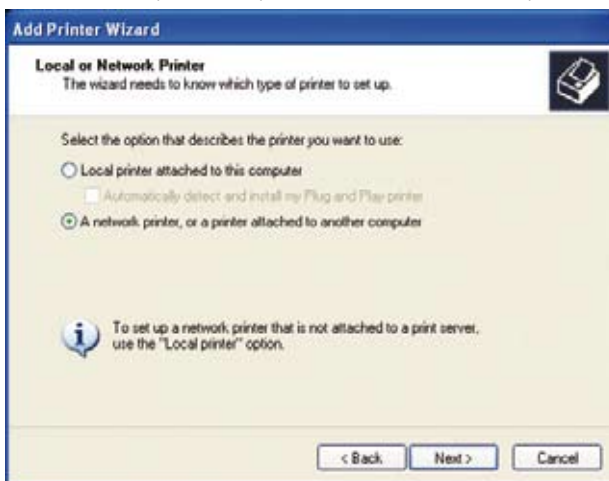 Add Printer Wizard
Local or Network Printer
The wizard needs to know which type of printer to set up.
Select the option that describes the printer you want to use:
Local printer attached to this computer
Automatically detect and install my Plug and Play printer
A network printer, or a printer attached to another computer
To set up a network printer that is not attached to a print server,
use the "Local printer" option.
< Back Next > Cancel